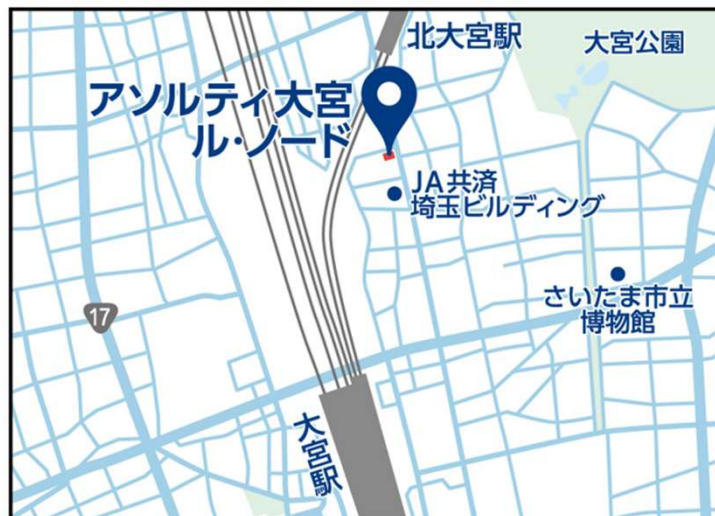 北大宮駅
大宮公園
アソルティ大宮
ル・ノード
JA共済
埼玉ビルディング
さいたま市立
博物館
17
大宮駅